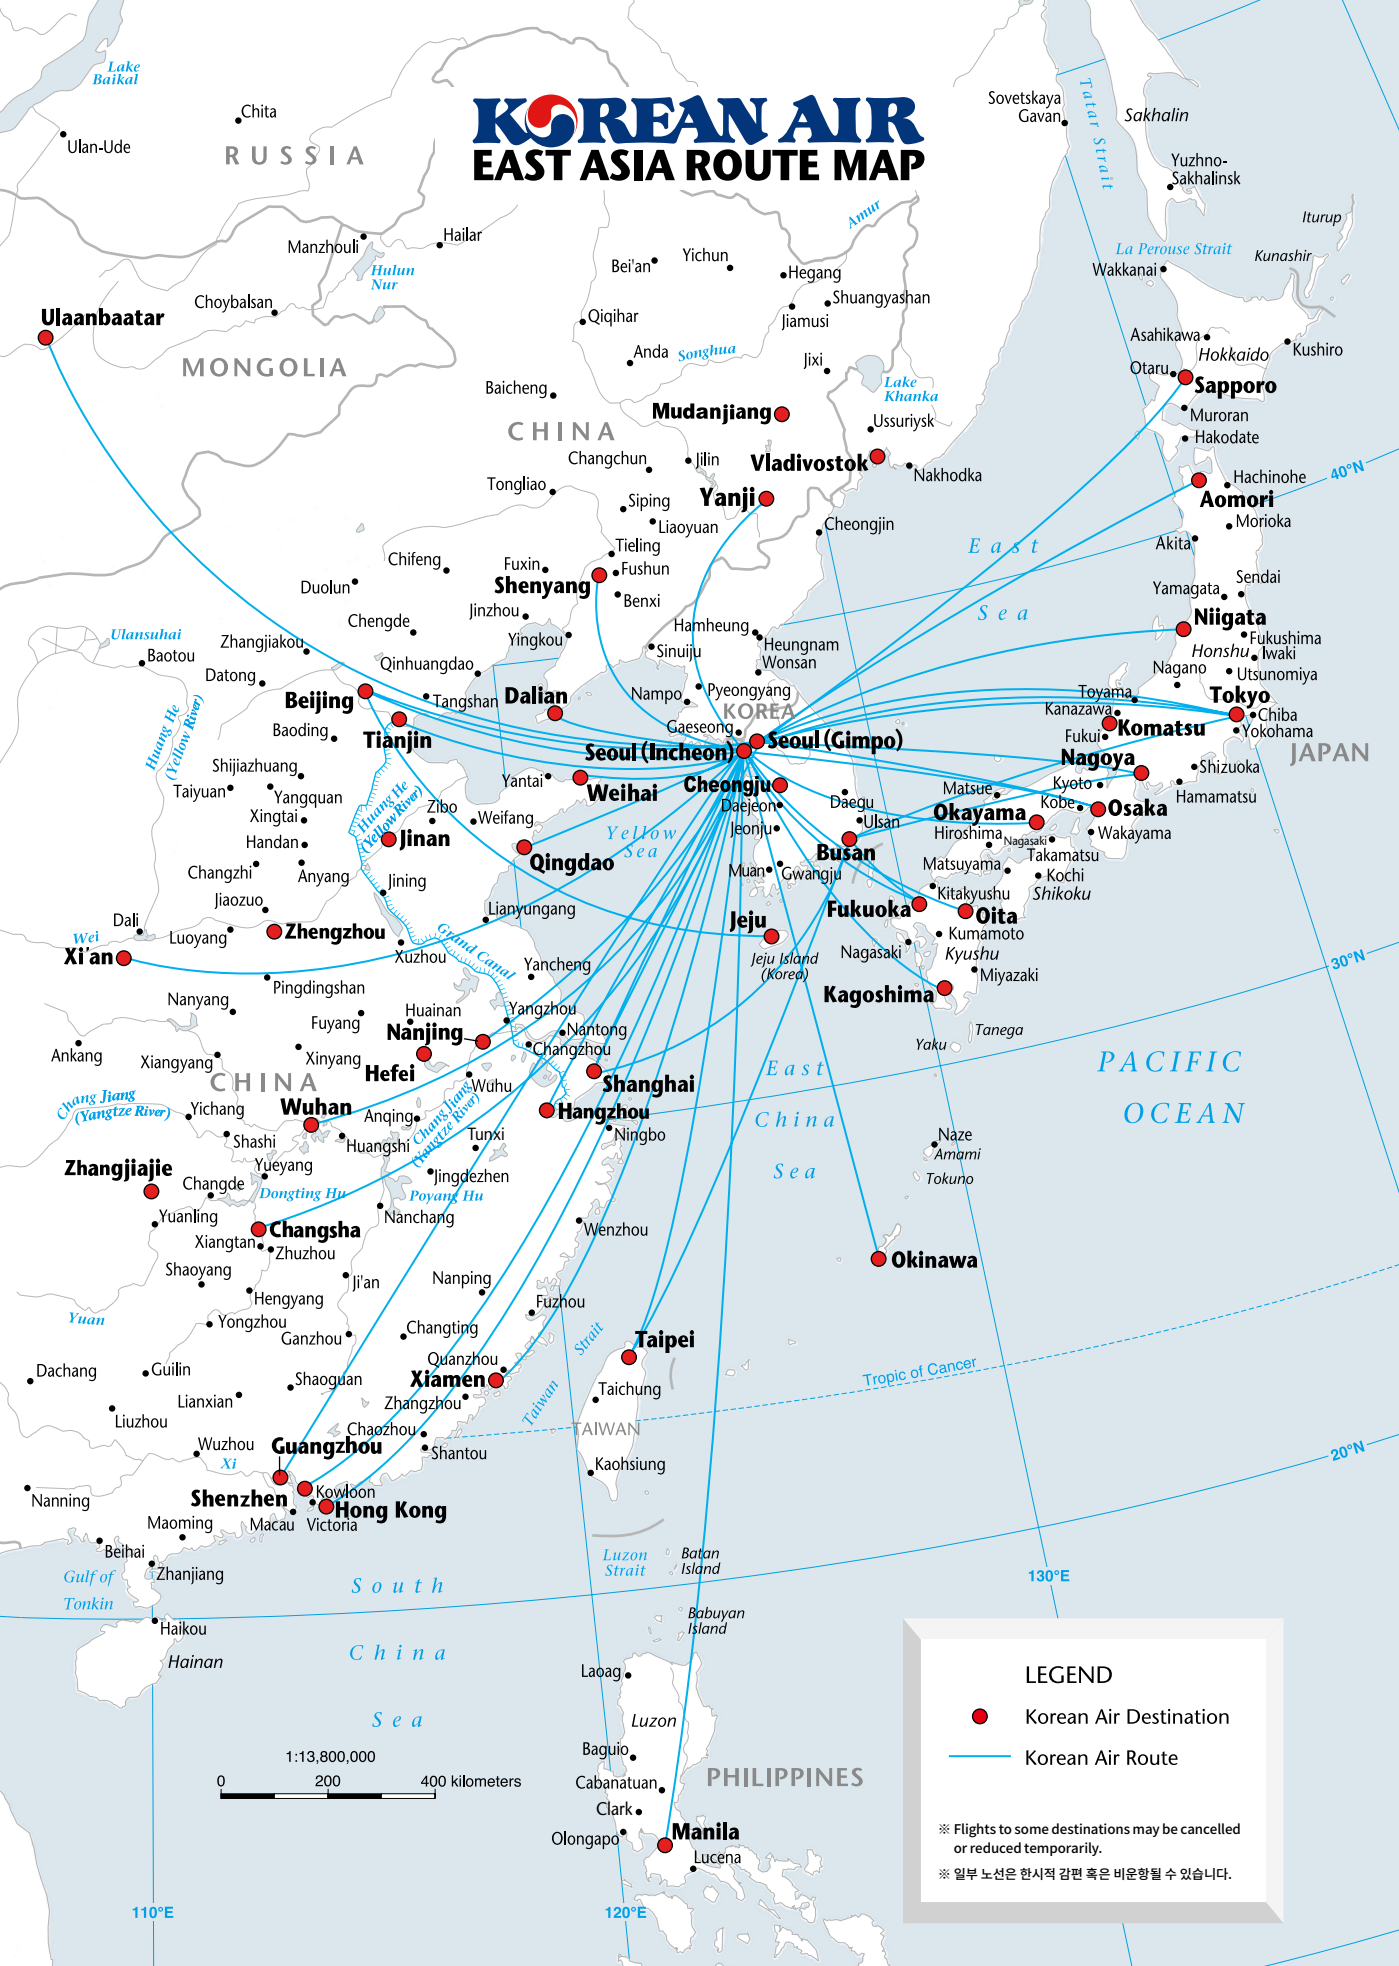 KOREAN AIR
EAST ASIA ROUTE MAP
Lake
Baikal
Chita
Ulan-Ude
RUSSIA
Sovetskaya
Gavan
Tatar Strait
Sakhalin
Yuzhno-
Sakhalinsk
Iturup
Kunashir
La Perouse Strait
Wakkanai
Amur
Manzhouli
Hailar
Hulun
Nur
Choybalsan
Ulaanbaatar
MONGOLIA
Bei'an
Yichun
Hegang
Shuangyashan
Jiamusi
Qiqihar
Anda
Songhua
Jixi
Baicheng
Lake
Khanka
Mudanjiang
Ussuriysk
CHINA
Changchun
Jilin
Vladivostok
Nakhodka
Tongliao
Yanji
Siping
Liaoyuan
Cheongjin
Asahikawa
Hokkaido
Kushiro
Otaru
Sapporo
Muroran
Hakodate
40°N
Hachinohe
Aomori
Morioka
Akita
East
Sea
Sendai
Yamagata
Niigata
Fukushima
Honshu
Iwaki
Nagano
Utsunomiya
Toyama
Tokyo
Kanazawa
Chiba
Komatsu
Yokohama
Fukui
JAPAN
Nagoya
Shizuoka
Kyoto
Hamamatsu
Matsue
Kobe
Osaka
Okayama
Wakayama
Hiroshima
Nagasaki
Takamatsu
Matsuyama
Kochi
Shikoku
Kitakyushu
Fukuoka
Oita
Kumamoto
Nagasaki
Kyushu
Miyazaki
Kagoshima
30°N
Tanega
Yaku
Tieling
Chifeng
Fuxin
Fushun
Shenyang
Duolun
Benxi
Jinzhou
Chengde
Yingkou
Hamheung
Heungnam
Wonsan
Sinuiju
Ulansuhai
Baotou
Zhangjiakou
Qinhuangdao
Datong
Beijing
Tangshan
Dalian
Nampo
Pyeongyang
KOREA
Gaeseong
Huang He
(Yellow River)
Baoding
Tianjin
Seoul (Incheon)
Seoul (Gimpo)
Shijiazhuang
Yantai
Taiyuan
Yangquan
Weihai
Cheongju
Xingtai
Huang He
(Yellow River)
Zibo
Weifang
Daejeon
Daegu
Ulsan
Handan
Jinan
Yellow
Sea
Jeonju
Busan
Changzhi
Anyang
Qingdao
Muan
Gwangju
Jining
Jiaozuo
Lianyungang
Jeju
Dali
Wei
Luoyang
Zhengzhou
Grand Canal
Jeju Island
(Korea)
Xi'an
Xuzhou
Yancheng
Pingdingshan
Nanyang
Huainan
Yangzhou
Fuyang
Nanjing
Nantong
Ankang
Xiangyang
Xinyang
Changzhou
Hefei
CHINA
Wuhu
Shanghai
East
China
Sea
PACIFIC
OCEAN
Chang Jiang
(Yangtze River)
Yichang
Wuhan
Anqing
Chang Jiang
(Yangtze River)
Hangzhou
Ningbo
Shashi
Huangshi
Tunxi
Naze
Amami
Zhangjiajie
Yueyang
Tokuno
Changde
Dongting Hu
Jingdezhen
Poyang Hu
Yuanling
Changsha
Nanchang
Wenzhou
Xiangtan
Zhuzhou
Okinawa
Shaoyang
Ji'an
Nanping
Hengyang
Fuzhou
Yuan
Yongzhou
Ganzhou
Changting
Strait
Taipei
Dachang
Guilin
Quanzhou
Tropic of Cancer
Shaoguan
Xiamen
Taiwan
Taichung
Lianxian
Zhangzhou
Liuzhou
Chaozhou
TAIWAN
20°N
Wuzhou
Guangzhou
Shantou
Xi
Kaohsiung
Nanning
Shenzhen
Kowloon
Hong Kong
Macau
Victoria
Maoming
Beihai
Zhanjiang
Luzon
Strait
Batan
Island
Gulf of
Tonkin
South
130°E
Babuyan
Island
Haikou
Hainan
China
Laoag
Sea
Luzon
Baguio
1:13,800,000
0 200 400 kilometers
Cabanatuan
PHILIPPINES
Clark
Olongapo
Manila
Lucena
110°E
120°E
LEGEND
Korean Air Destination
Korean Air Route
※ Flights to some destinations may be cancelled
or reduced temporarily.
※ 일부 노선은 한시적 감편 혹은 비운항될 수 있습니다.